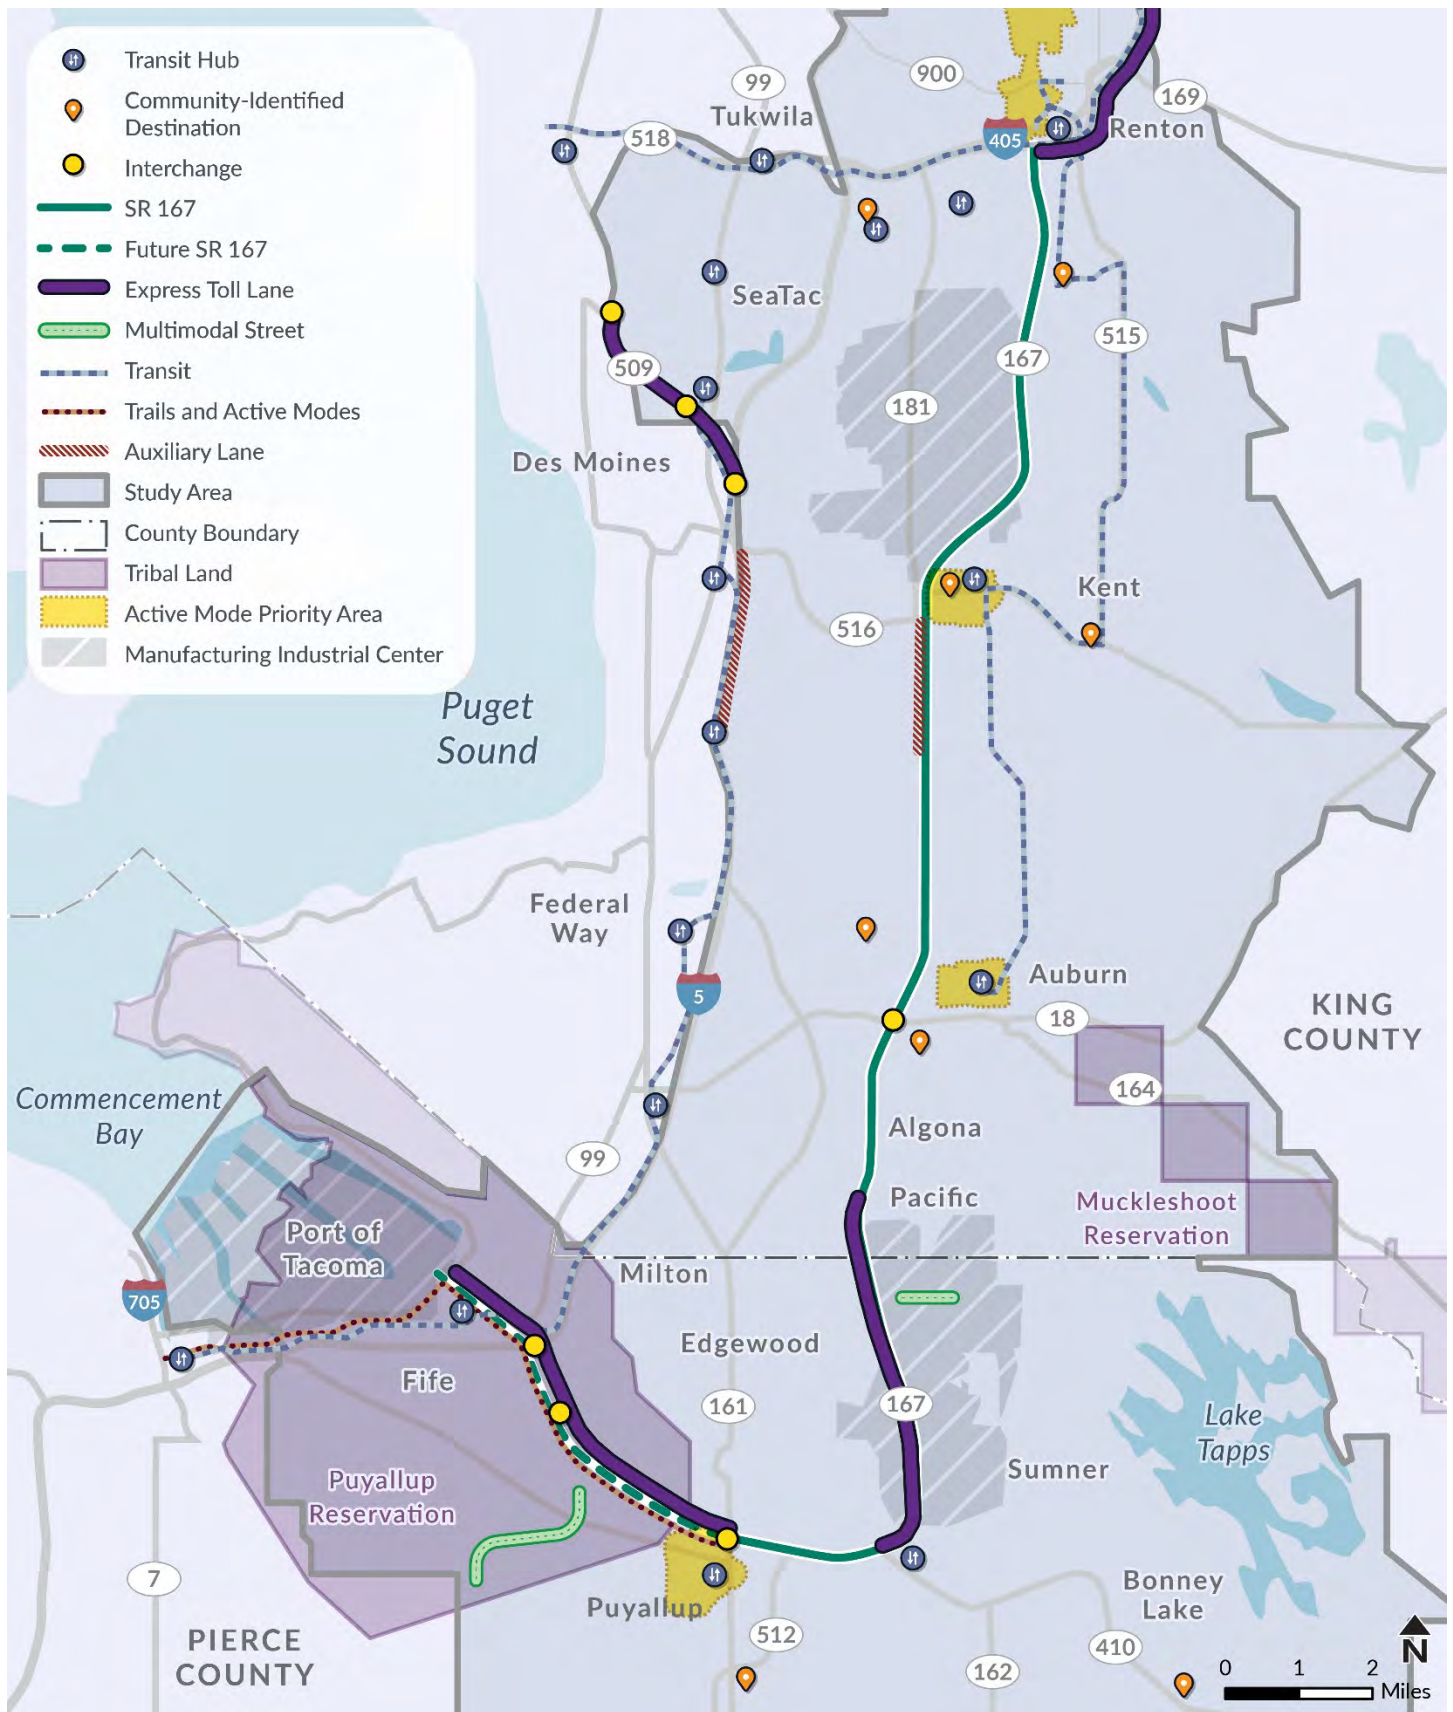 Transit Hub
Community-Identified
Destination
Interchange
SR 167
Future SR 167
Express Toll Lane
Multimodal Street
Transit
Trails and Active Modes
Auxiliary Lane
Study Area
County Boundary
Tribal Land
Active Mode Priority Area
Manufacturing Industrial Center
900
99
Tukwila
169
Renton
518
405
SeaTac
515
167
509
181
Des Moines
Kent
516
Puget
Sound
Federal
Way
Auburn
5
18
KING
COUNTY
164
Commencement
Bay
Algona
99
Pacific
Muckleshoot
Reservation
Port of
Tacoma
Milton
705
Edgewood
Fife
161
167
Lake
Tapps
Sumner
Puyallup
Reservation
7
Bonney
Lake
Puyallup
512
410
PIERCE
COUNTY
162
N
0 1 2
Miles